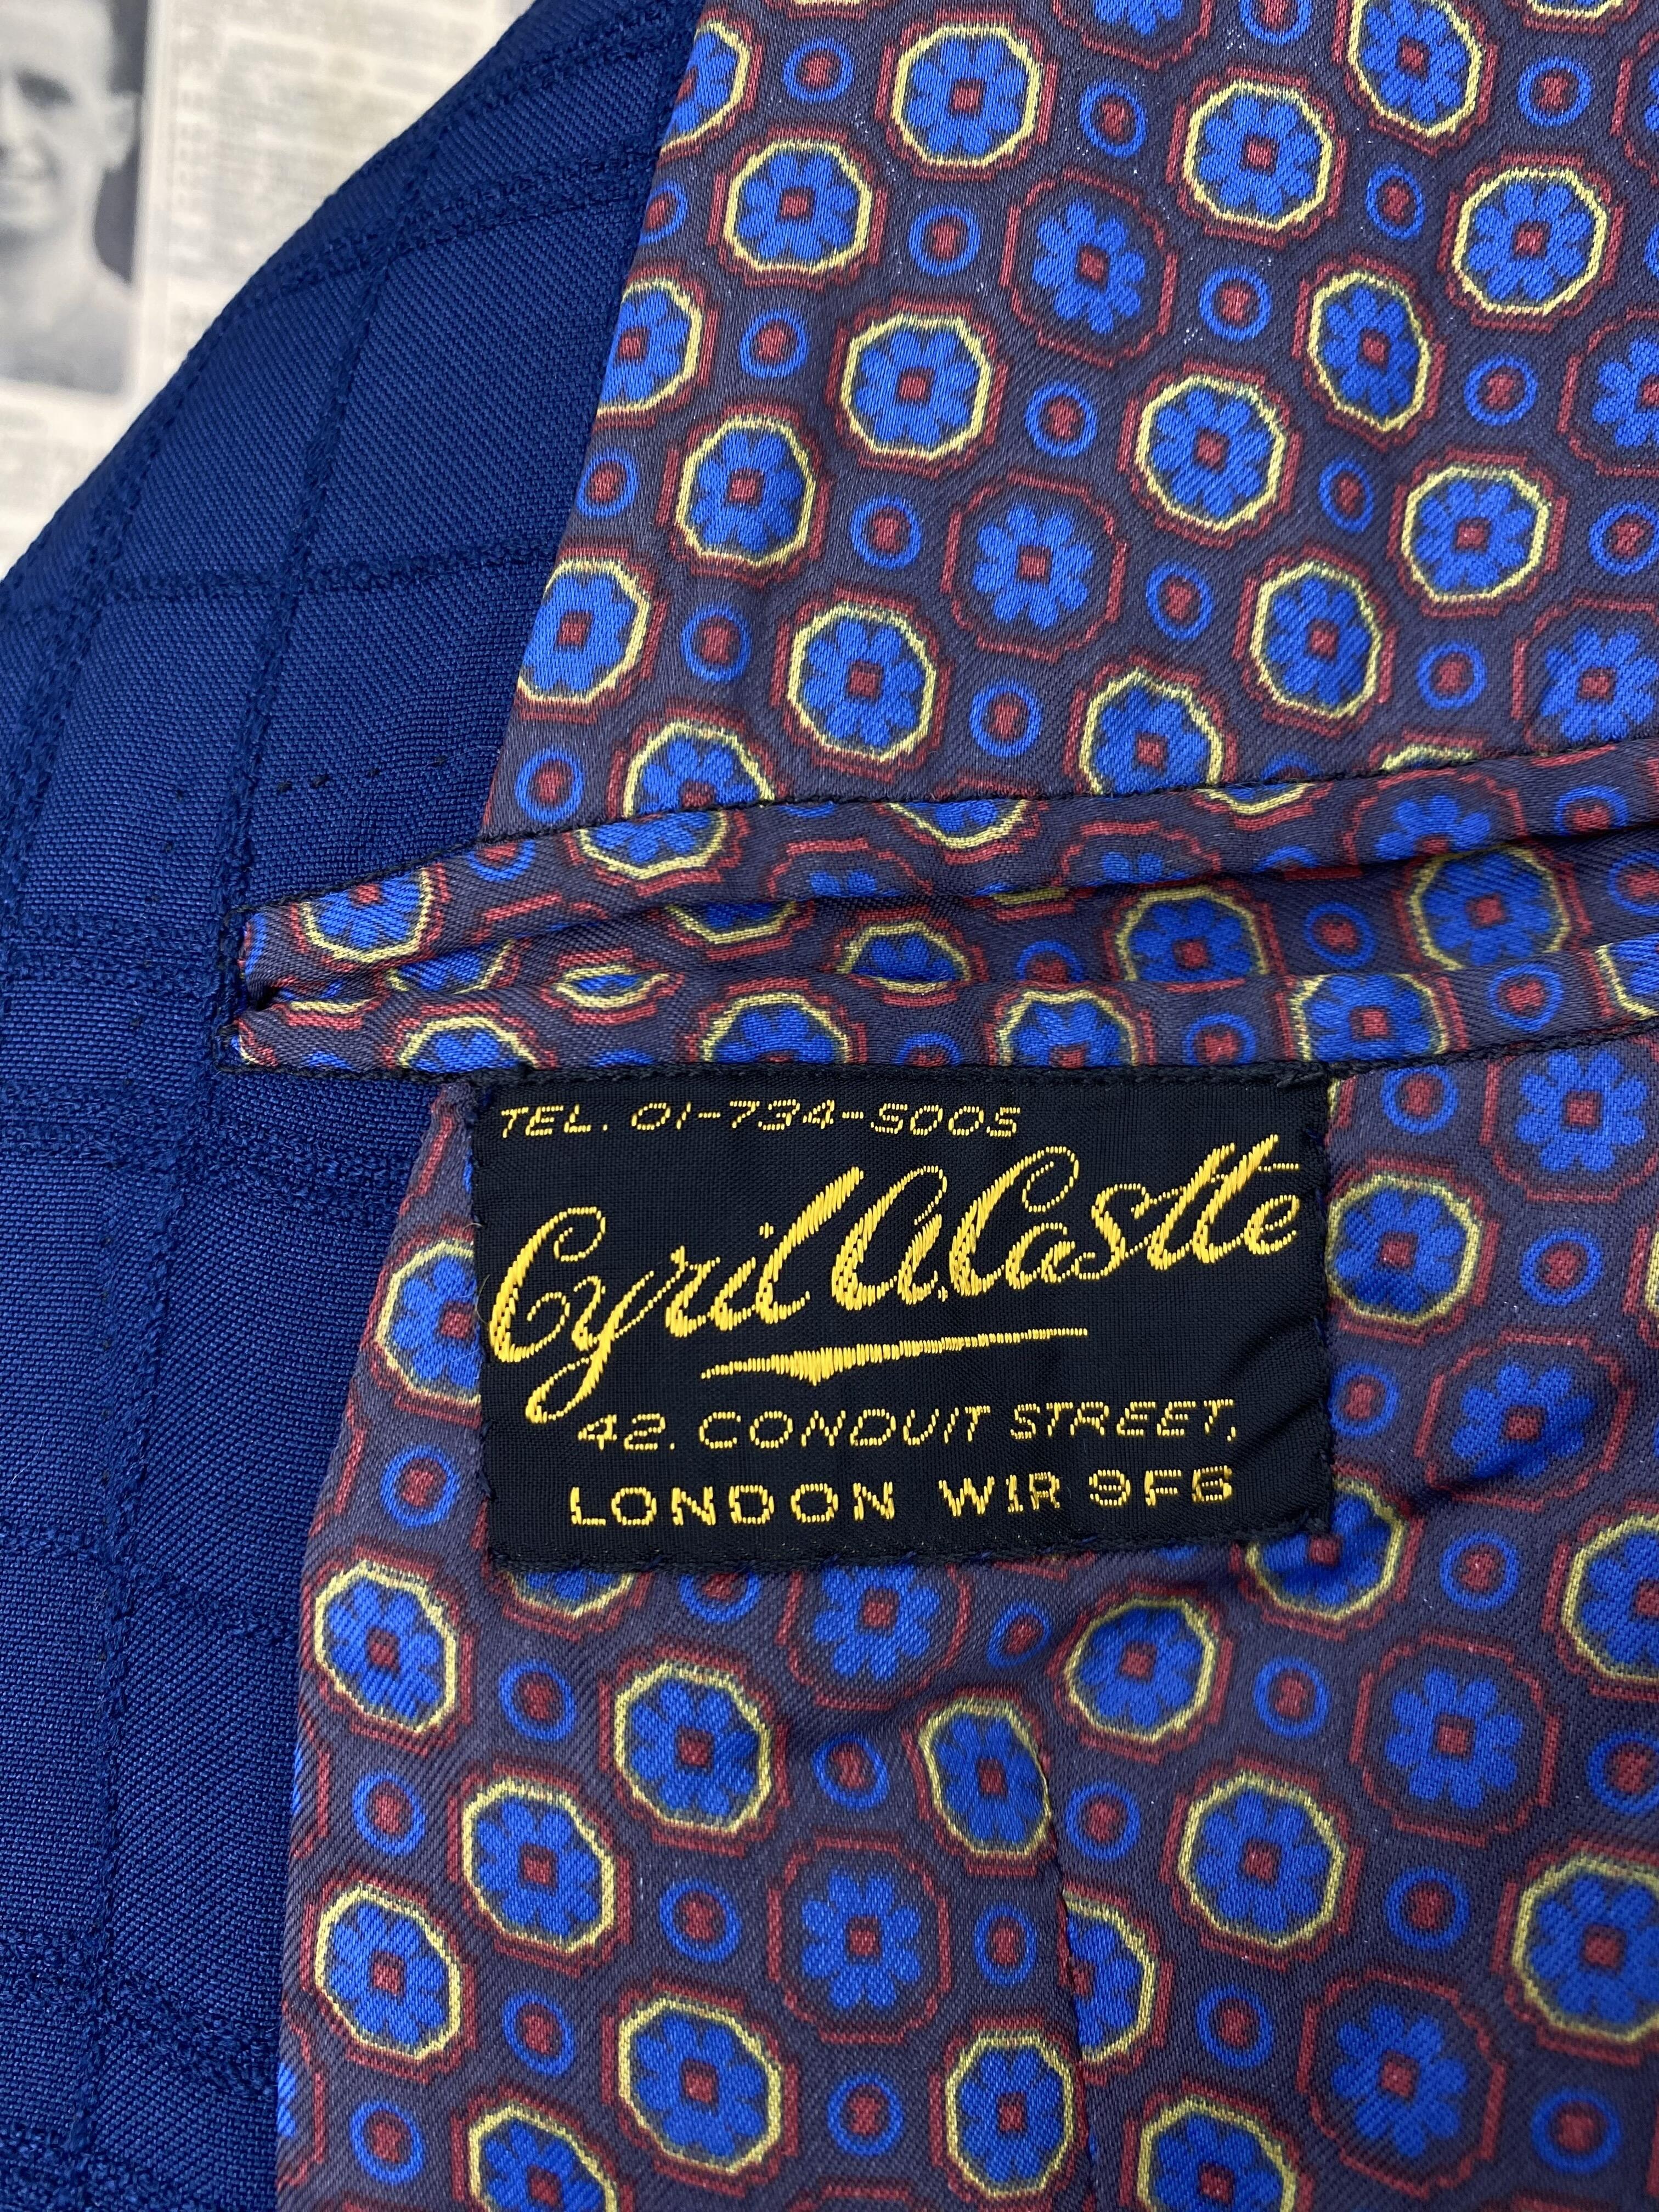 TEL. 01-734-5005
Cyril A. Castle
42. CONDUIT STREET,
LONDON W1R 9FB